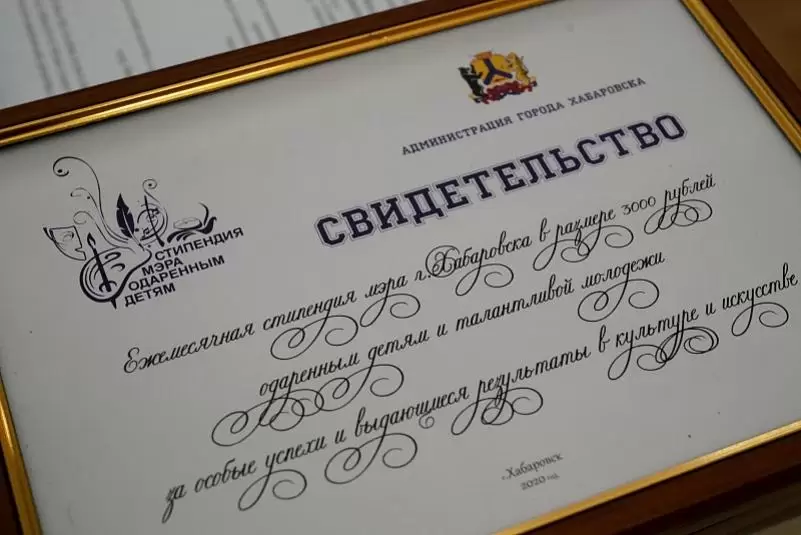 АДМИНИСТРАЦИЯ ГОРОДА ХАБАРОВСКА
СВИДЕТЕЛЬСТВО
СТИПЕНДИЯ
МЭРА
ОДАРЕННЫМ
ДЕТЯМ
Ежемесячная стипендия мэра г.Хабаровска в размере 3000 рублей
одаренным детям и талантливой молодежи
за особые успехи и выдающиеся результаты в культуре и искусстве
г.Хабаровск
2020 год